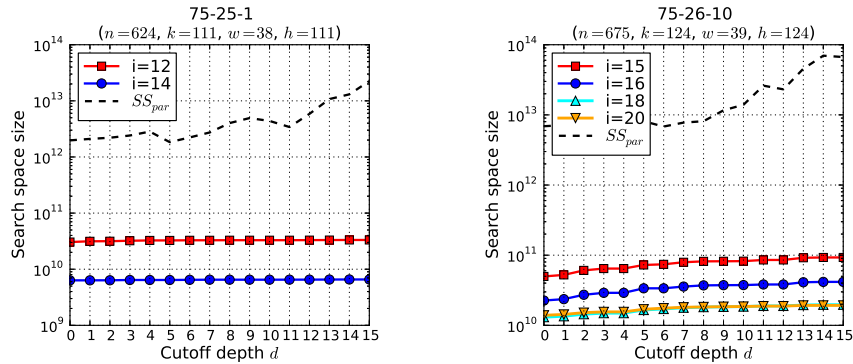 75-25-1
(n=624, k=111, w=38, h=111)
10^14
10^13
10^12
10^11
10^10
10^9
Search space size
i=12
i=14
SS_par
0 1 2 3 4 5 6 7 8 9 10 11 12 13 14 15
Cutoff depth d
75-26-10
(n=675, k=124, w=39, h=124)
10^14
10^13
10^12
10^11
10^10
Search space size
i=15
i=16
i=18
i=20
SS_par
0 1 2 3 4 5 6 7 8 9 10 11 12 13 14 15
Cutoff depth d